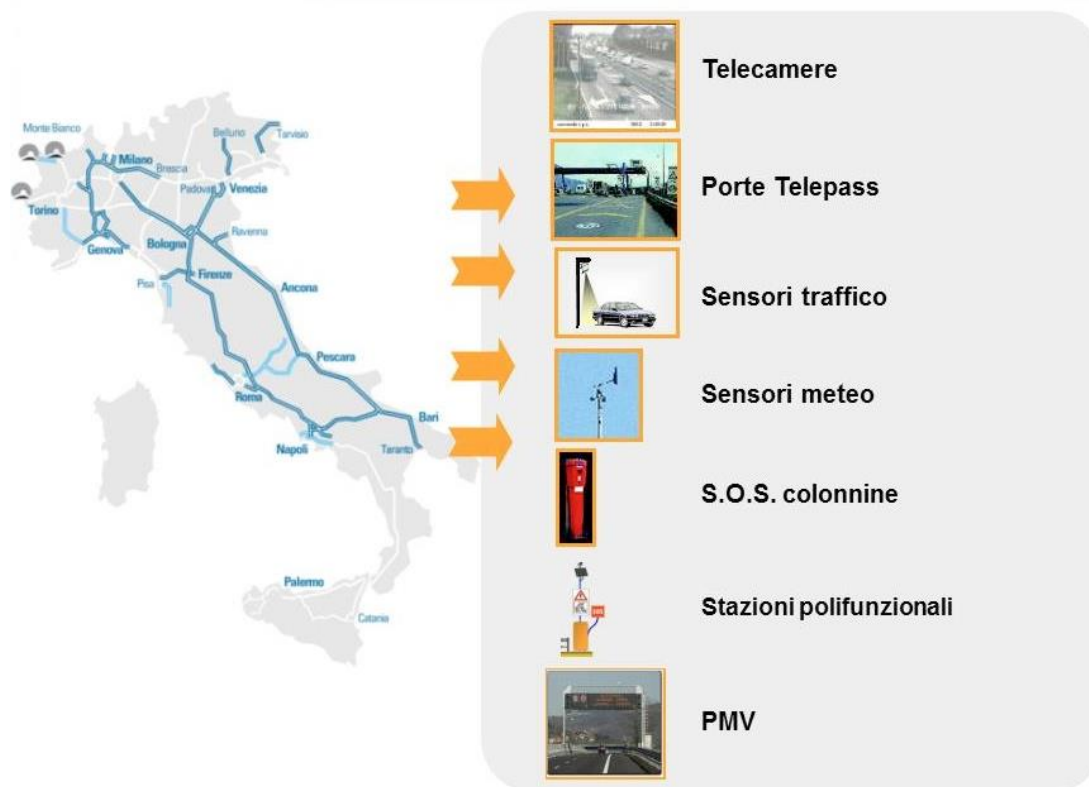 Monte Bianco
Belluno
Tarvisio
Milano
Brescia
Padova
Venezia
Torino
Ravenna
Bologna
Genova
Pisa
Firenze
Ancona
Pescara
Roma
Bari
Napoli
Taranto
Palermo
Catania
Telecamere
Porte Telepass
Sensori traffico
Sensori meteo
S.O.S. colonnine
SOS
Stazioni polifunzionali
PMV